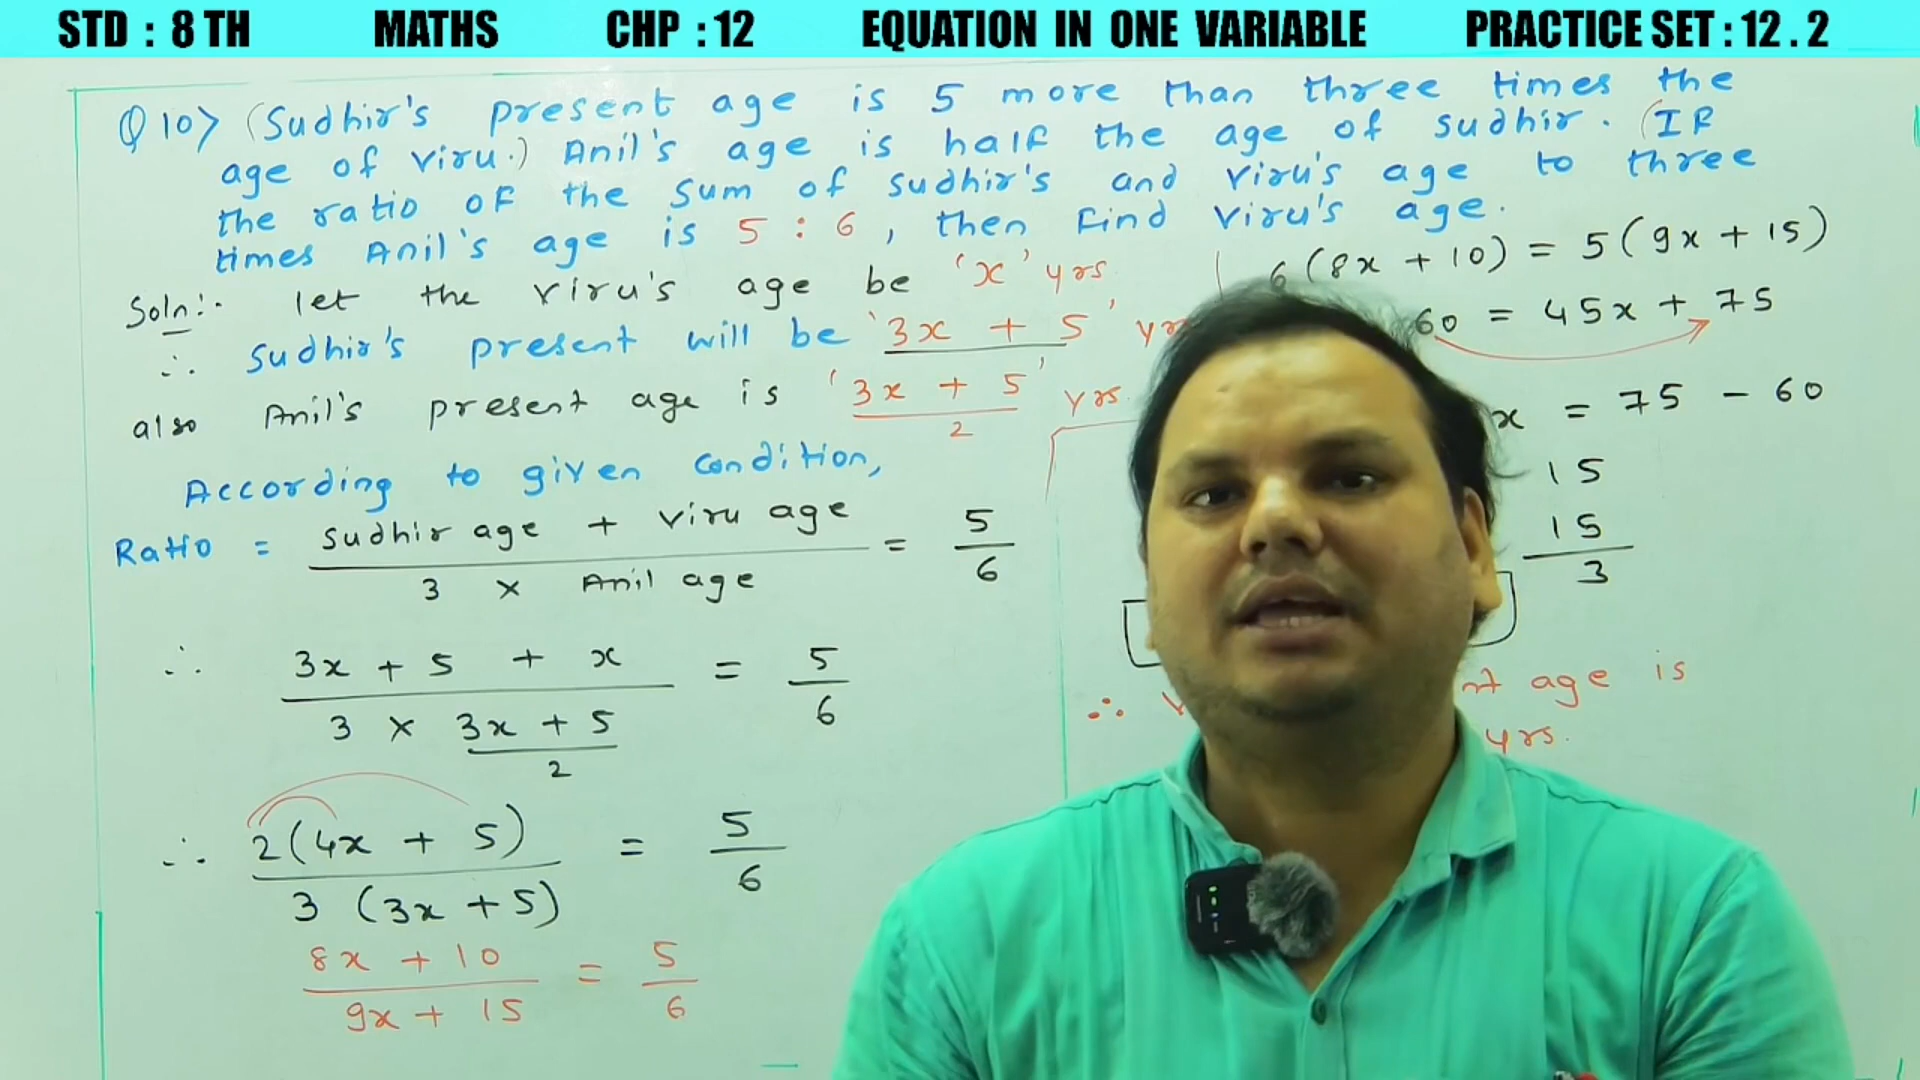 STD : 8 TH MATHS CHP : 12 EQUATION IN ONE VARIABLE PRACTICE SET : 12 . 2
Q 10> (Sudhir's present age is 5 more than three times the
age of viru.) Anil's age is half the age of sudhir. (IF
the ratio of the sum of sudhir's and viru's age to three
times Anil's age is 5 : 6 , then find viru's age.
Soln:- let the viru's age be 'x' yrs
∴ sudhir's present will be '3x + 5'
also Anil's present age is '3x + 5' yrs.
2
According to given condition,
Ratio = sudhir age + viru age = 5
3 × Anil age 6
∴ 3x + 5 + x = 5
3 × 3x + 5 6
2
∴ 2(4x + 5) = 5
3 (3x + 5) 6
8x + 10 = 5
9x + 15 6
6(8x + 10) = 5(9x + 15)
60 = 45x + 75
x = 75 - 60
15
15
3
∴ age is
yrs.